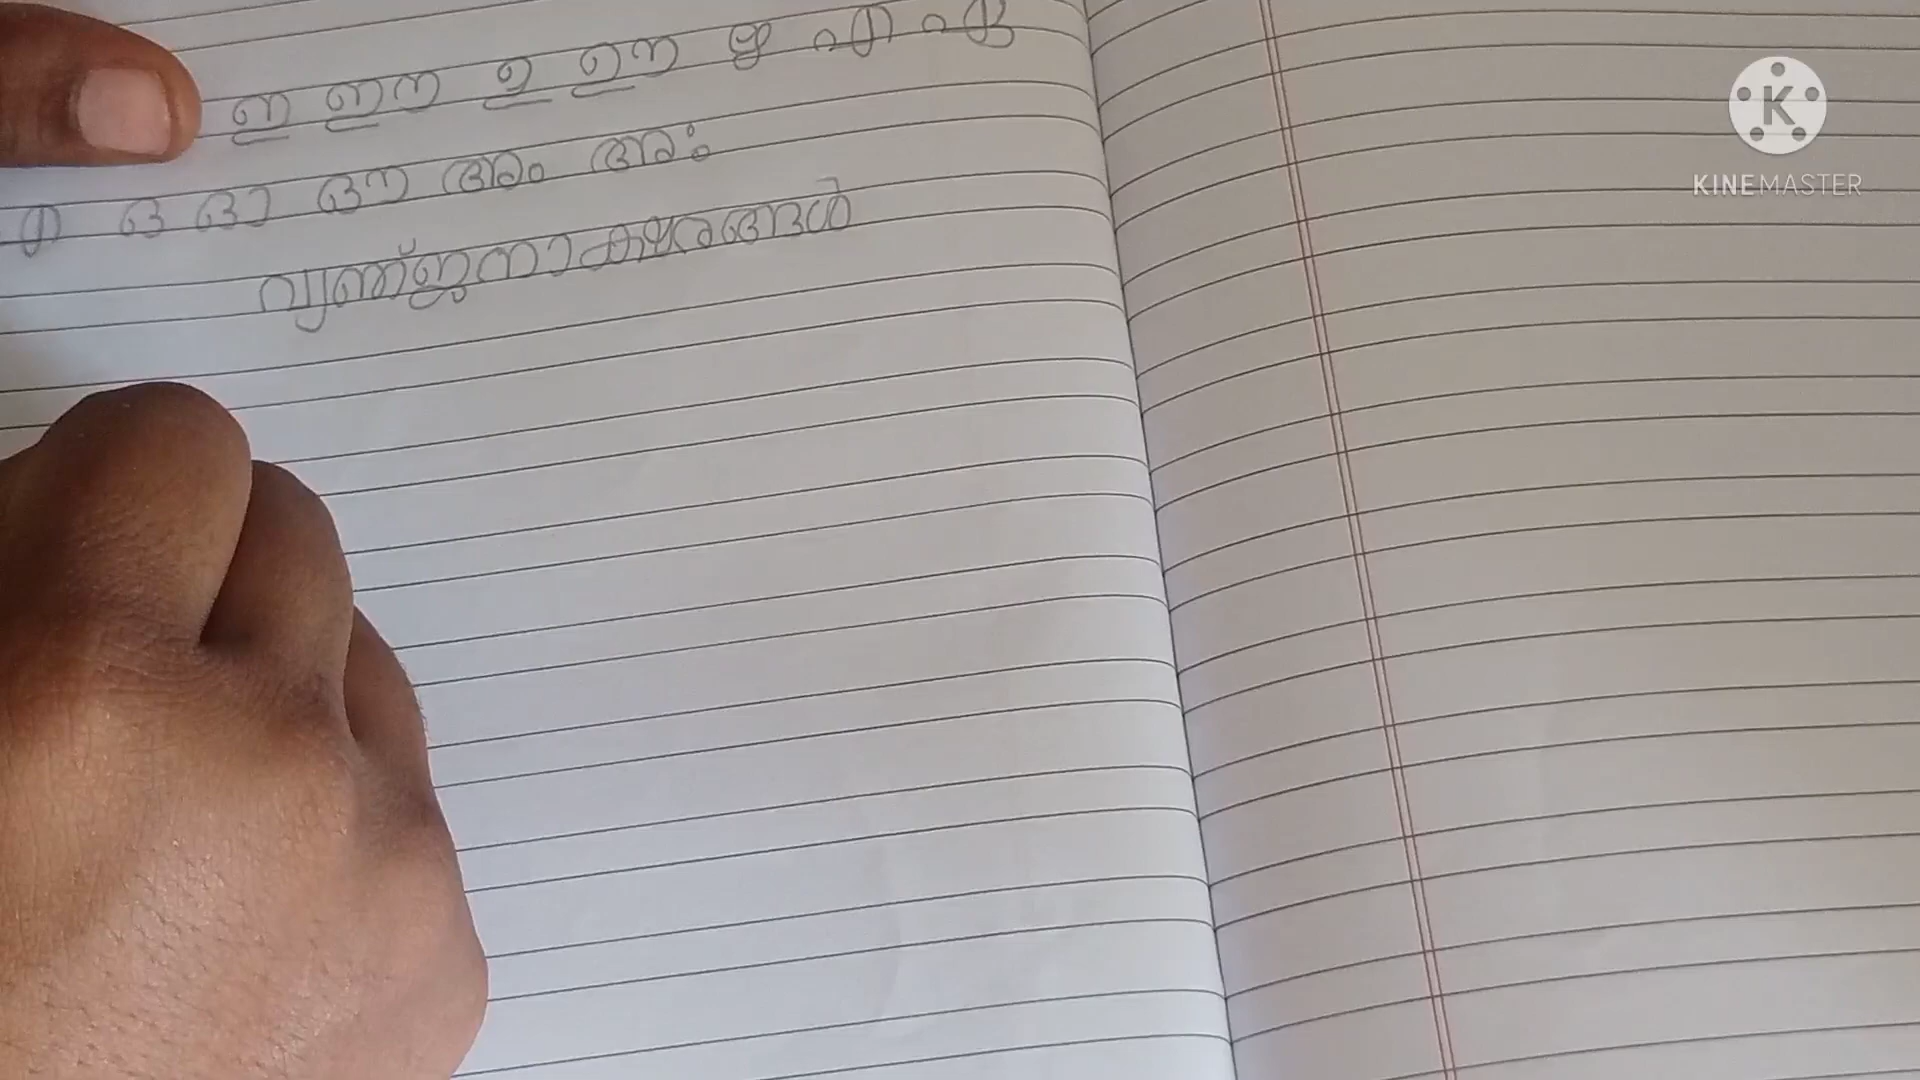 ഇ ഈ ഉ ഊ ഋ എ ഏ
ഐ ഒ ഓ ഔ അം അഃ
വ്യഞ്ജനാക്ഷരങ്ങൾ
KINEMASTER